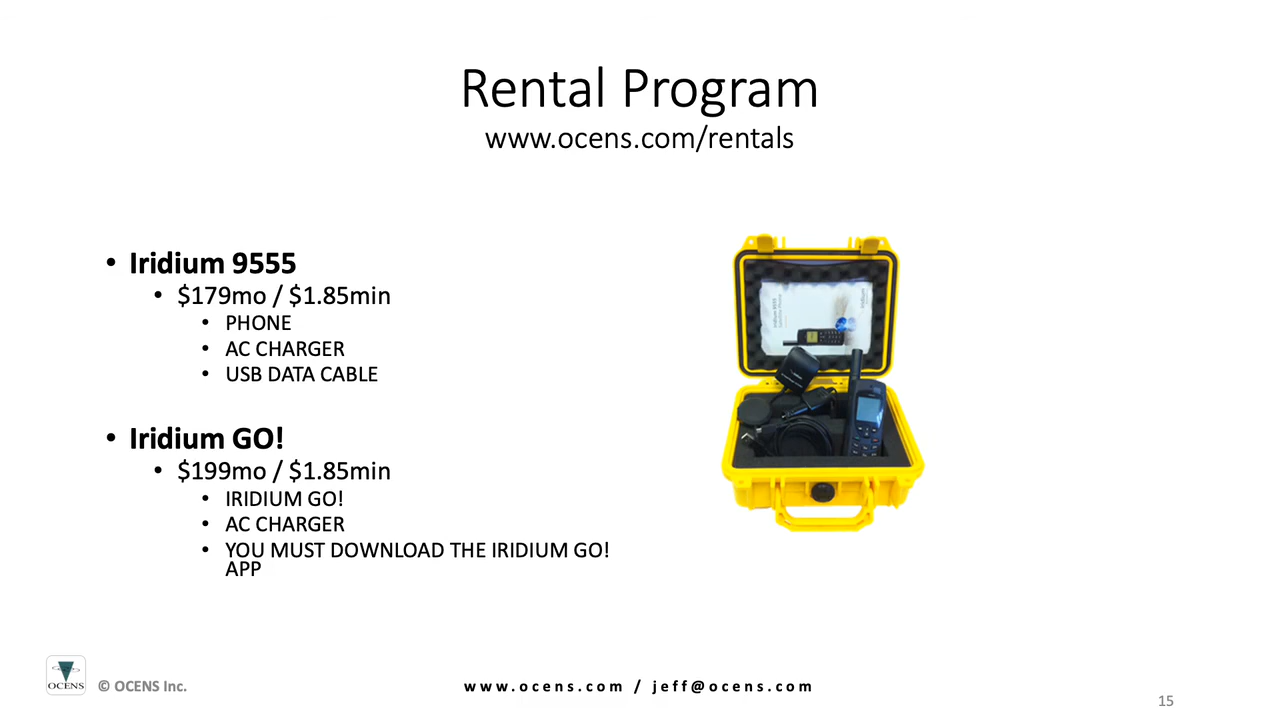 Rental Program
www.ocens.com/rentals
• Iridium 9555
• $179mo / $1.85min
• PHONE
• AC CHARGER
• USB DATA CABLE
• Iridium GO!
• $199mo / $1.85min
• IRIDIUM GO!
• AC CHARGER
• YOU MUST DOWNLOAD THE IRIDIUM GO!
APP
OCENS
© OCENS Inc.
www.ocens.com / jeff@ocens.com
15